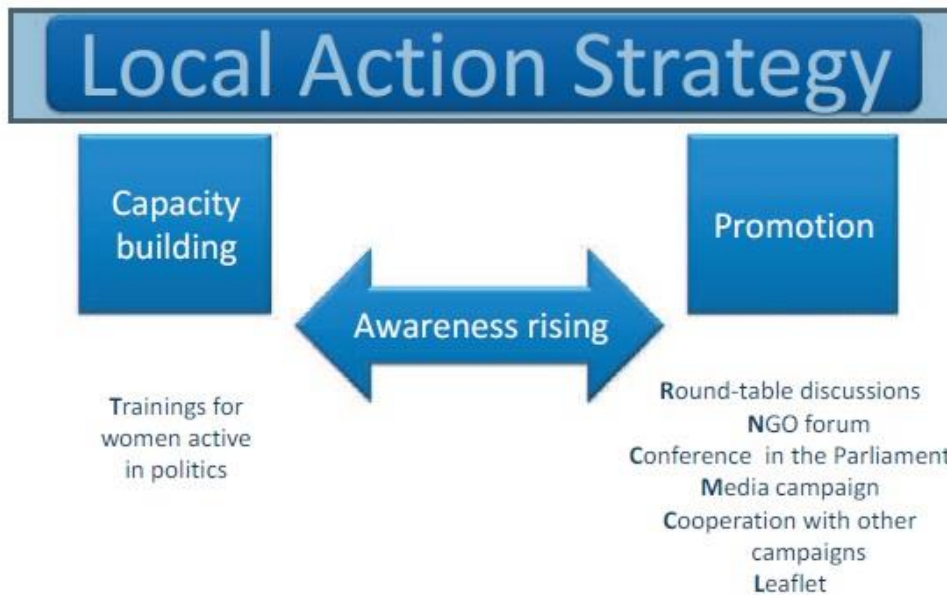 Local Action Strategy
Capacity
building
Promotion
Awareness rising
Trainings for
women active
in politics
Round-table discussions
NGO forum
Conference in the Parliament
Media campaign
Cooperation with other
campaigns
Leaflet